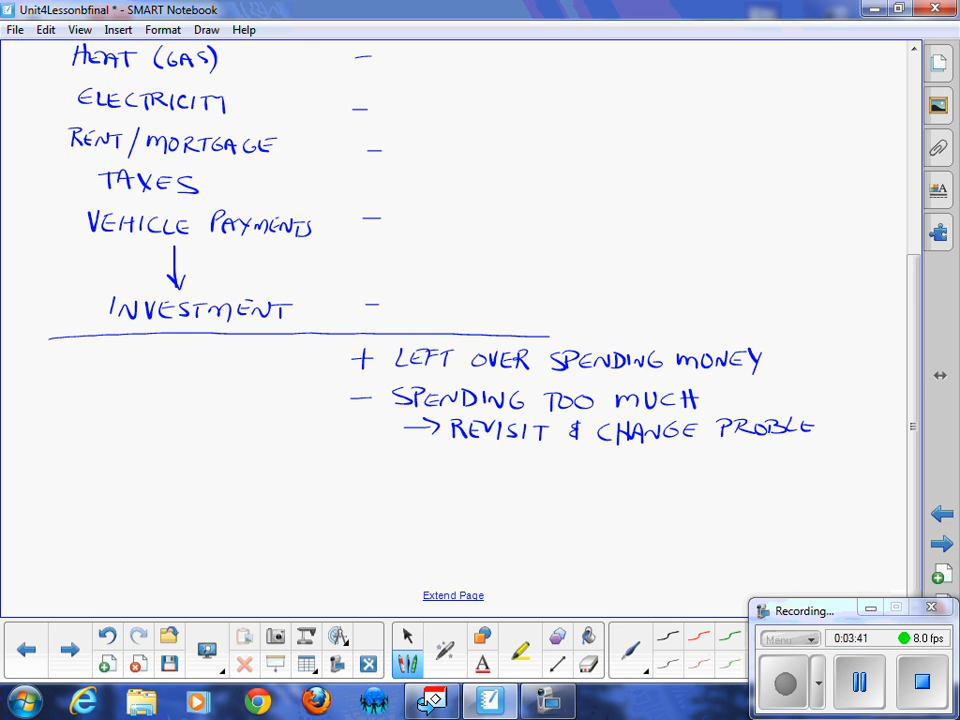 Unit4Lessonbfinal * - SMART Notebook
File Edit View Insert Format Draw Help
HEAT (GAS) –
ELECTRICITY –
RENT/MORTGAGE –
TAXES
VEHICLE PAYMENTS –
↓
INVESTMENT –
+ LEFT OVER SPENDING MONEY
– SPENDING TOO MUCH
→ REVISIT & CHANGE PROBLE
Extend Page
Recording...
Menu 0:03:41 8.0 fps